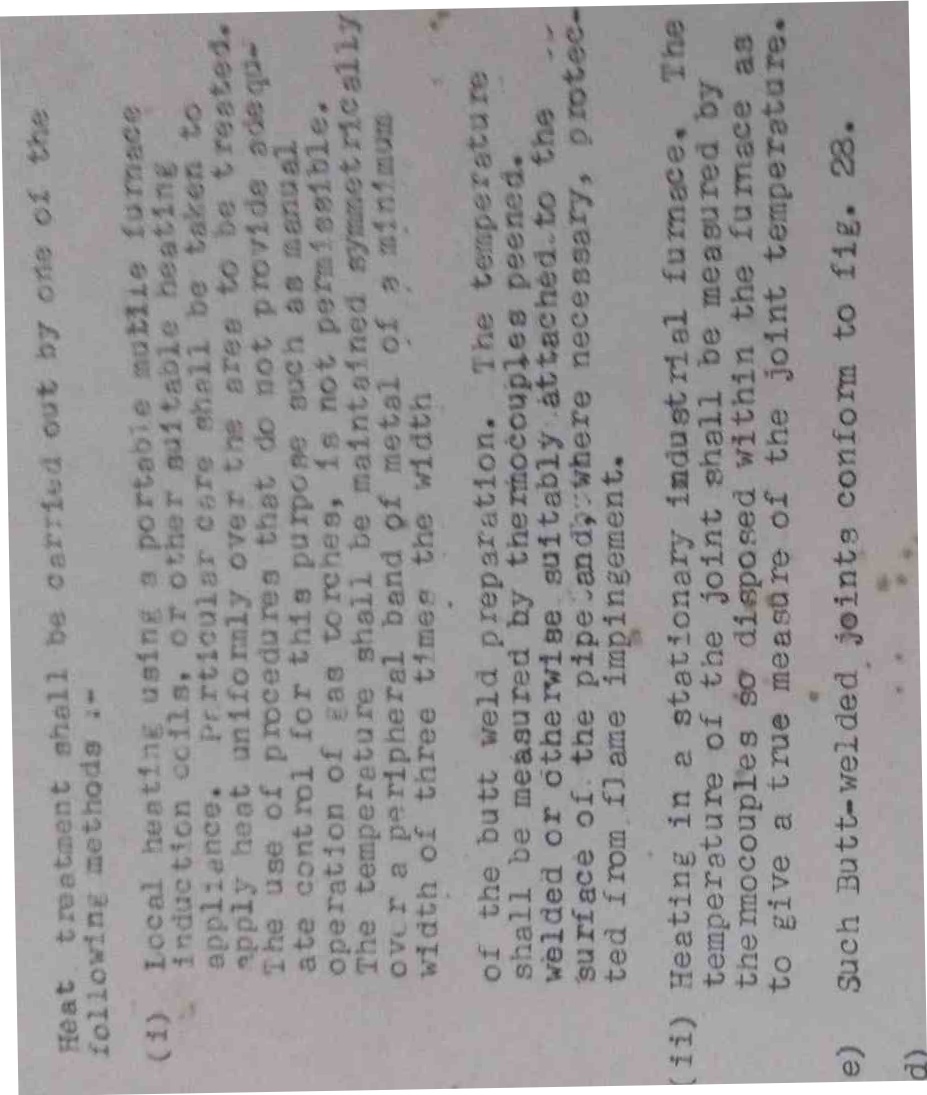 Heat treatment shall be carried out by one of the
following methods :-
(i) Local heating using a portable mutile furnace
induction coils, or other suitable heating
appliance. Particular care shall be taken to
apply heat uniformly over the area to be treated.
The use of procedures that do not provide adequ-
ate control for this purpose such as manual
operation of gas torches, is not permissible.
The temperature shall be maintained symmetrically
over a peripheral band of metal of a minimum
width of three times the width
of the butt weld preparation. The temperature
shall be measured by thermocouples peened.
welded or otherwise suitably attached to the
surface of the pipe and, where necessary, protec-
ted from flame impingement.
(ii) Heating in a stationary industrial furnace. The
temperature of the joint shall be measured by
themocouples so disposed within the furnace as
to give a true measure of the joint temperature.
e) Such Butt-welded joints conform to fig. 28.
d)